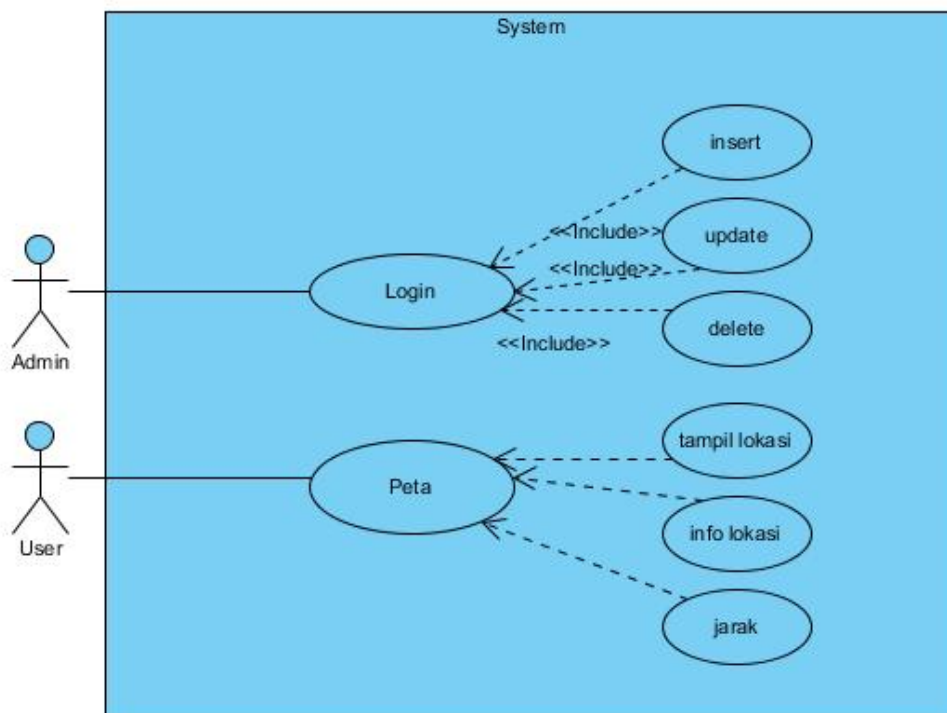 System
insert
<<Include>>
update
<<Include>>
Login
delete
<<Include>>
Admin
tampil lokasi
Peta
info lokasi
User
jarak